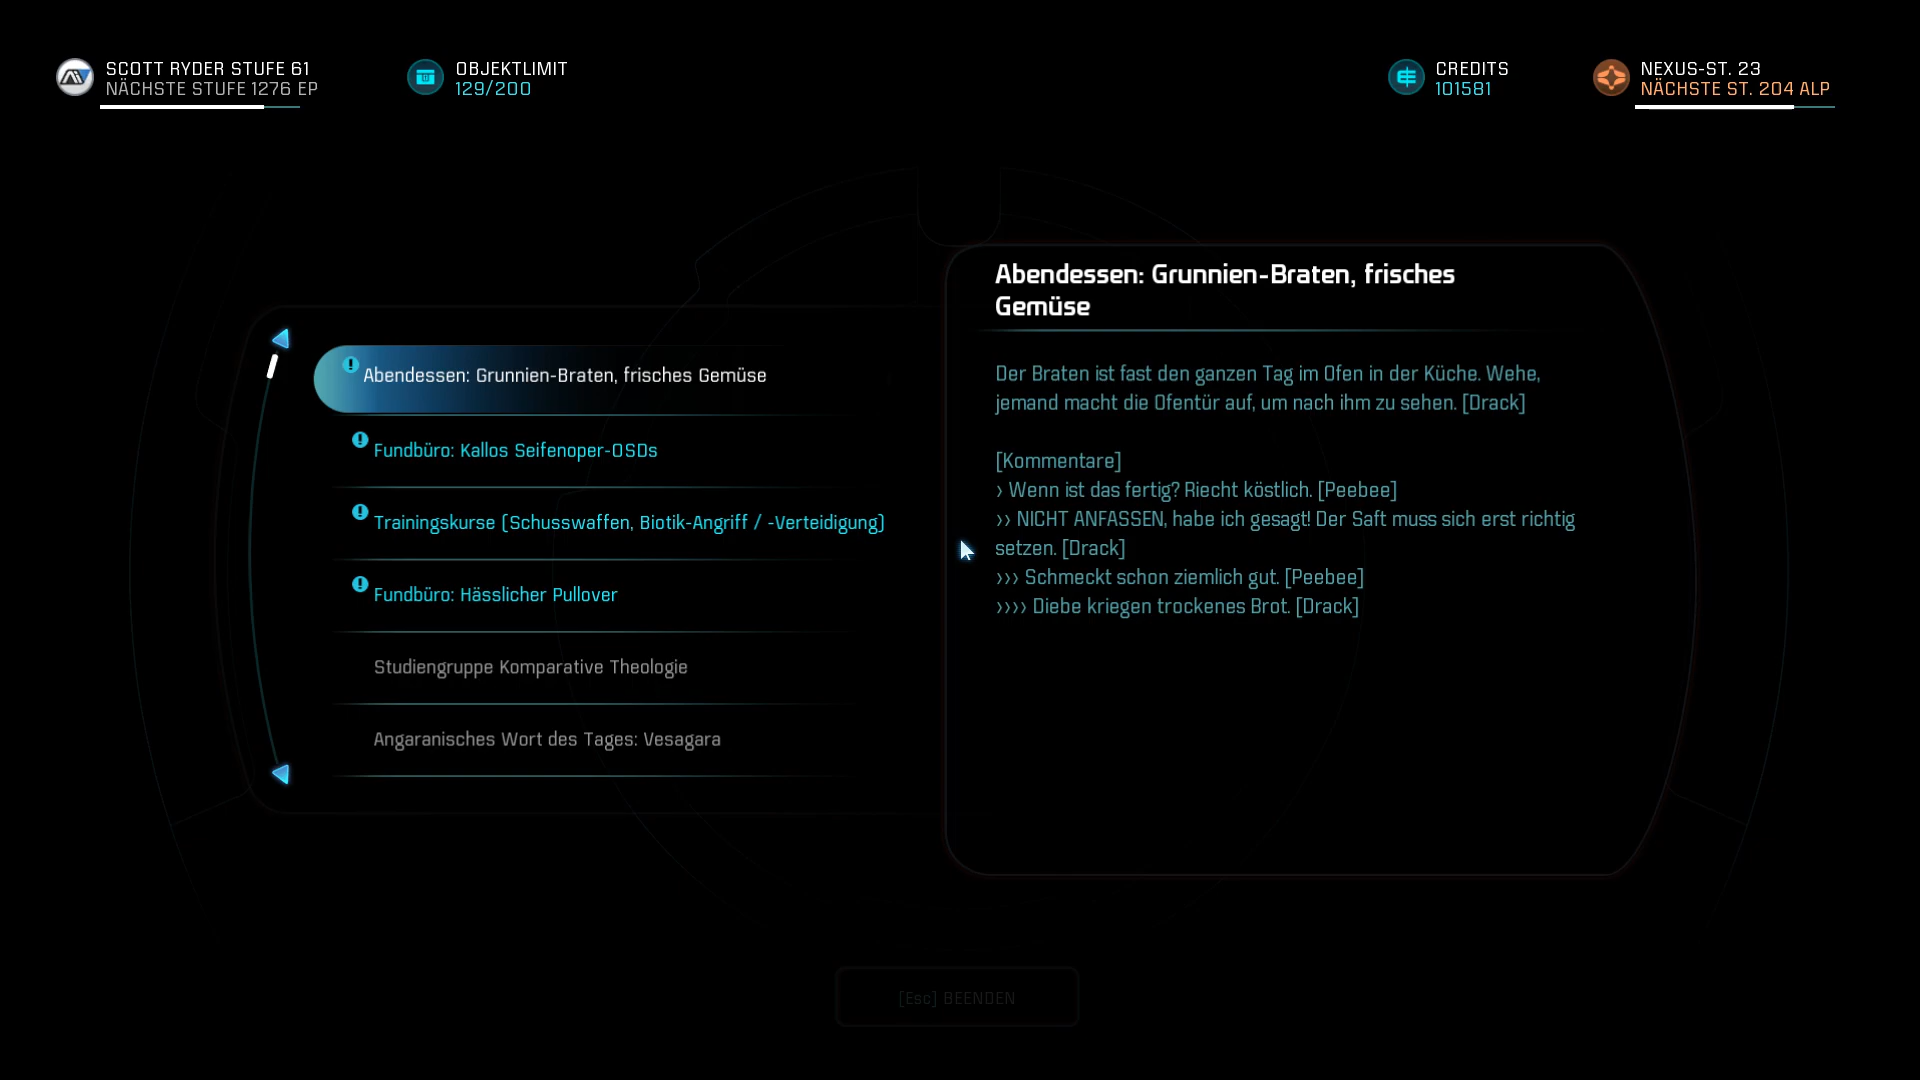 SCOTT RYDER STUFE 61
NÄCHSTE STUFE 1276 EP
OBJEKTLIMIT
129/200
CREDITS
101581
NEXUS-ST. 23
NÄCHSTE ST. 204 ALP
Abendessen: Grunnien-Braten, frisches Gemüse
Fundbüro: Kallos Seifenoper-OSDs
Trainingskurse (Schusswaffen, Biotik-Angriff / -Verteidigung)
Fundbüro: Hässlicher Pullover
Studiengruppe Komparative Theologie
Angaranisches Wort des Tages: Vesagara
Abendessen: Grunnien-Braten, frisches
Gemüse
Der Braten ist fast den ganzen Tag im Ofen in der Küche. Wehe,
jemand macht die Ofentür auf, um nach ihm zu sehen. [Drack]
[Kommentare]
› Wenn ist das fertig? Riecht köstlich. [Peebee]
›› NICHT ANFASSEN, habe ich gesagt! Der Saft muss sich erst richtig
setzen. [Drack]
››› Schmeckt schon ziemlich gut. [Peebee]
›››› Diebe kriegen trockenes Brot. [Drack]
[Esc] BEENDEN